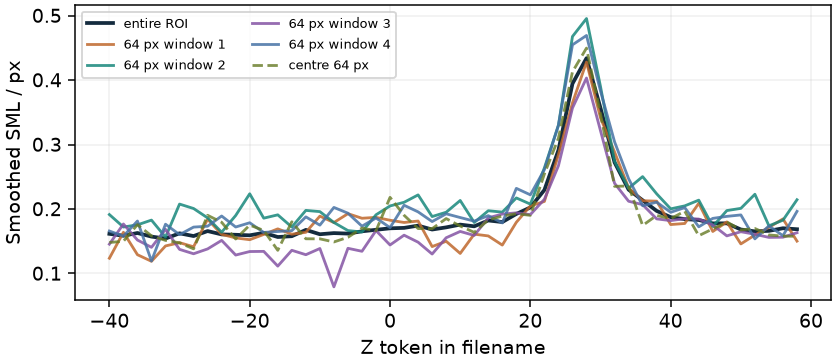 entire ROI
64 px window 1
64 px window 2
64 px window 3
64 px window 4
centre 64 px
Smoothed SML / px
0.5
0.4
0.3
0.2
0.1
−40
−20
0
20
40
60
Z token in filename